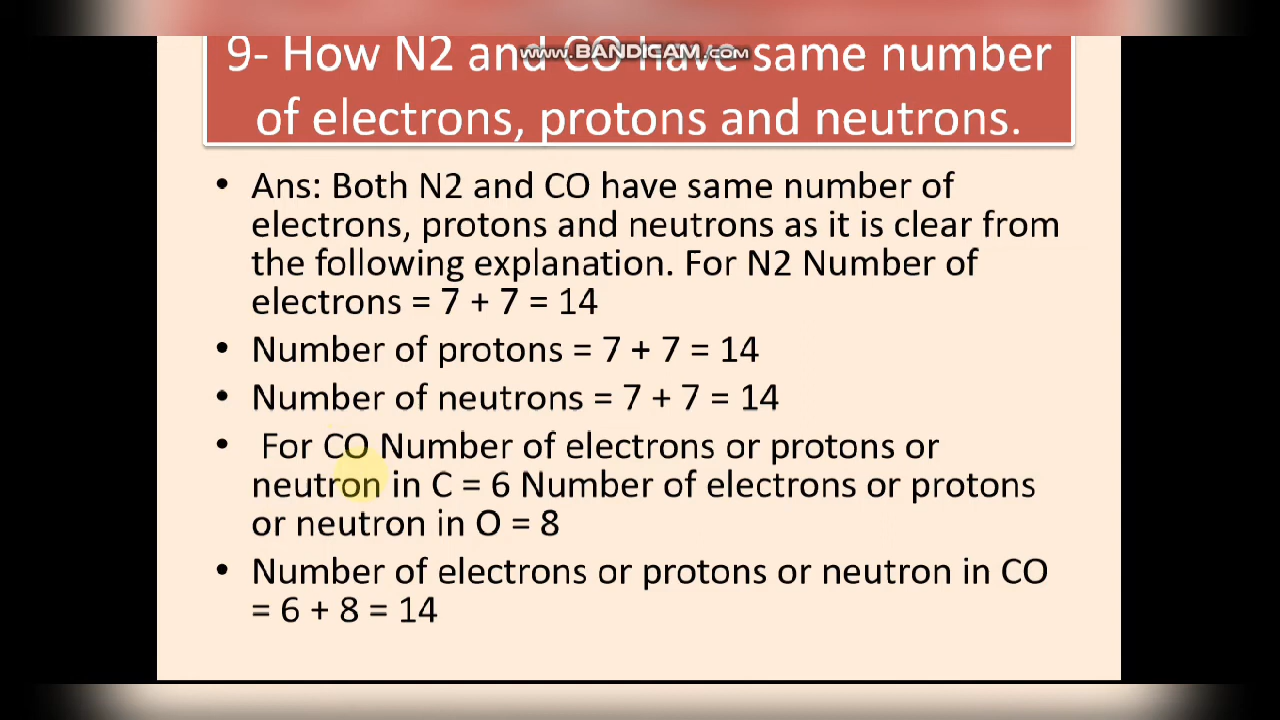 www.BANDICAM.com
9- How N2 and CO have same number
of electrons, protons and neutrons.
• Ans: Both N2 and CO have same number of
electrons, protons and neutrons as it is clear from
the following explanation. For N2 Number of
electrons = 7 + 7 = 14
• Number of protons = 7 + 7 = 14
• Number of neutrons = 7 + 7 = 14
• For CO Number of electrons or protons or
neutron in C = 6 Number of electrons or protons
or neutron in O = 8
• Number of electrons or protons or neutron in CO
= 6 + 8 = 14